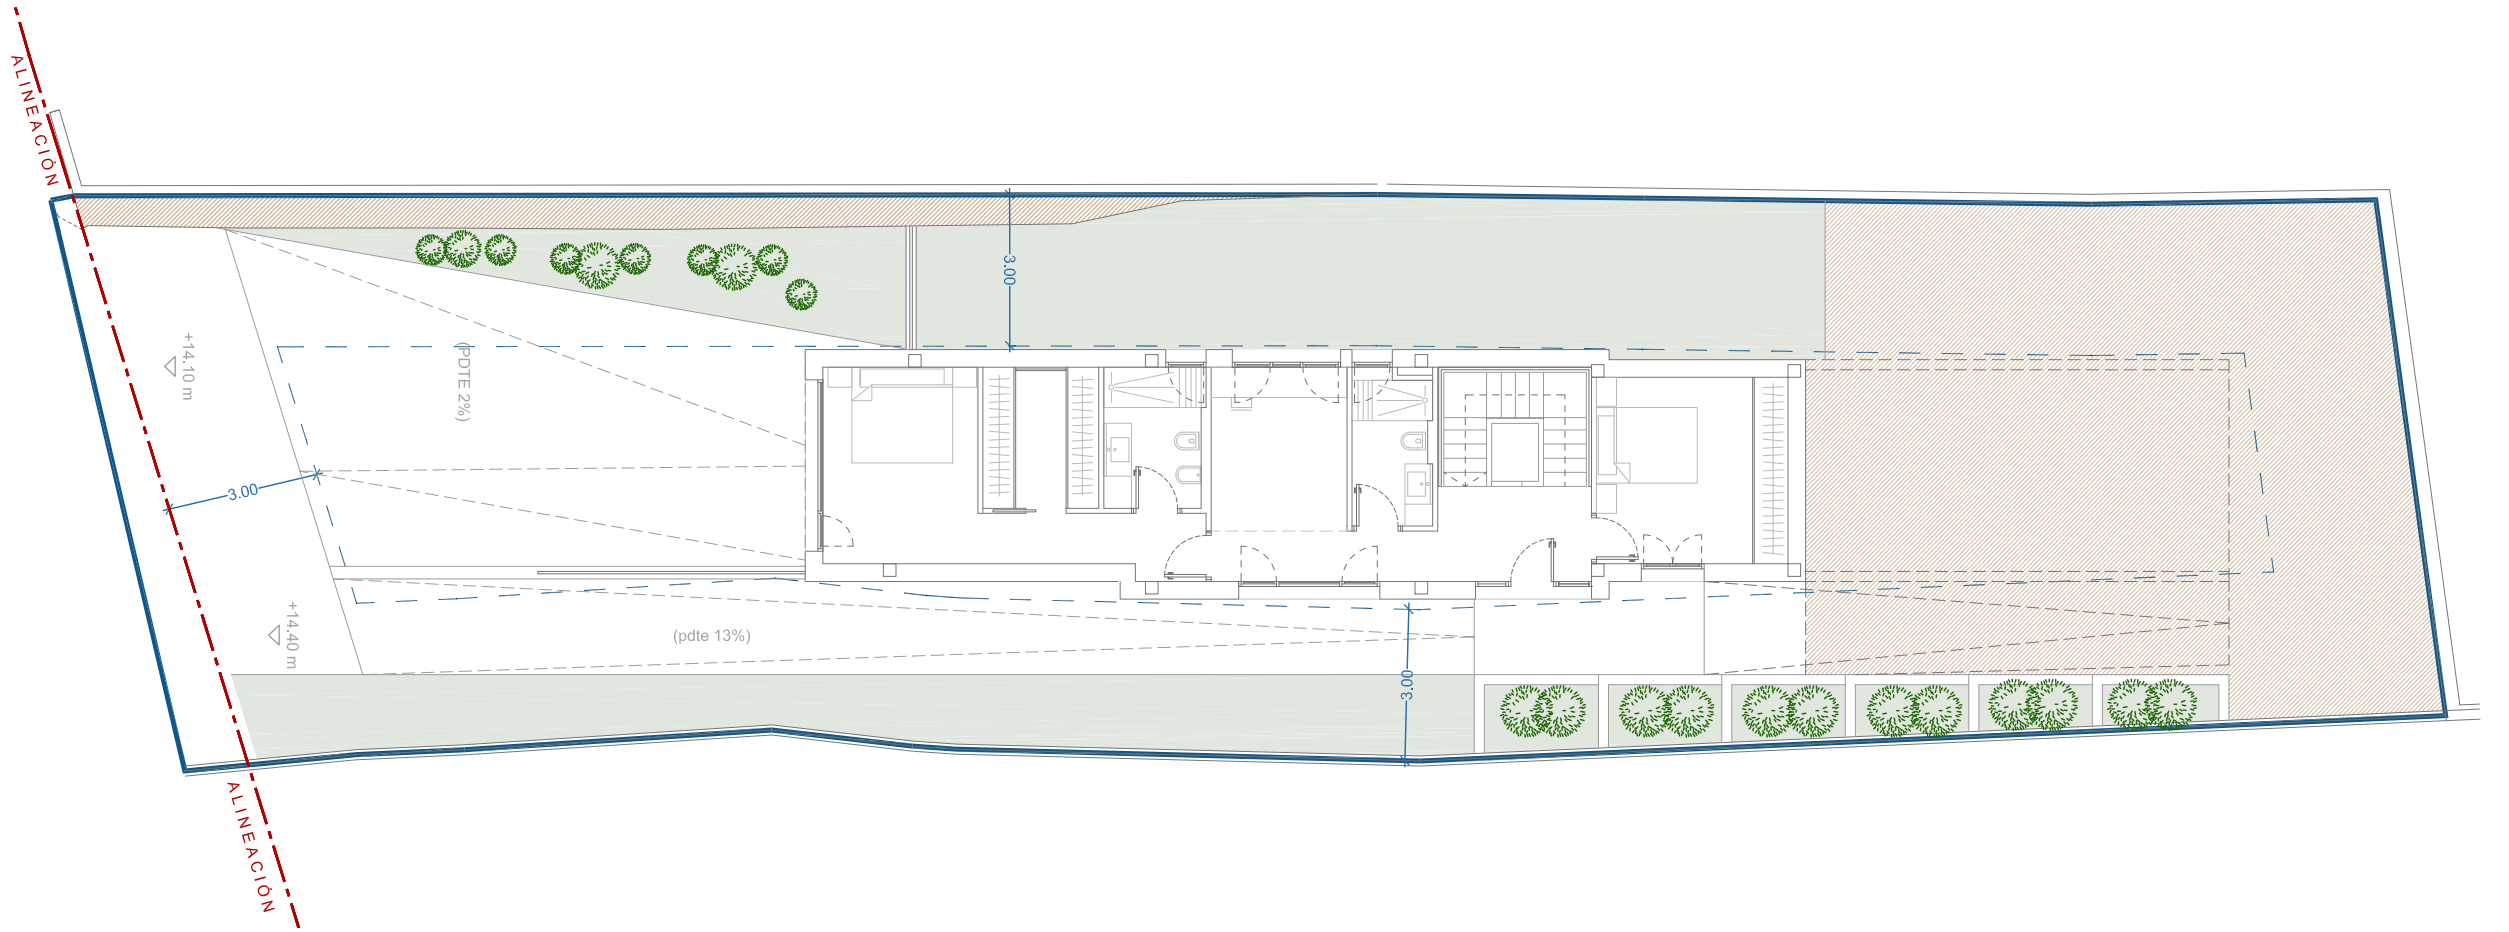 ALINEACIÓN
3.00
+14.10 m
(PDTE 2%)
3.00
+14.40 m
(pdte 13%)
3.00
ALINEACIÓN